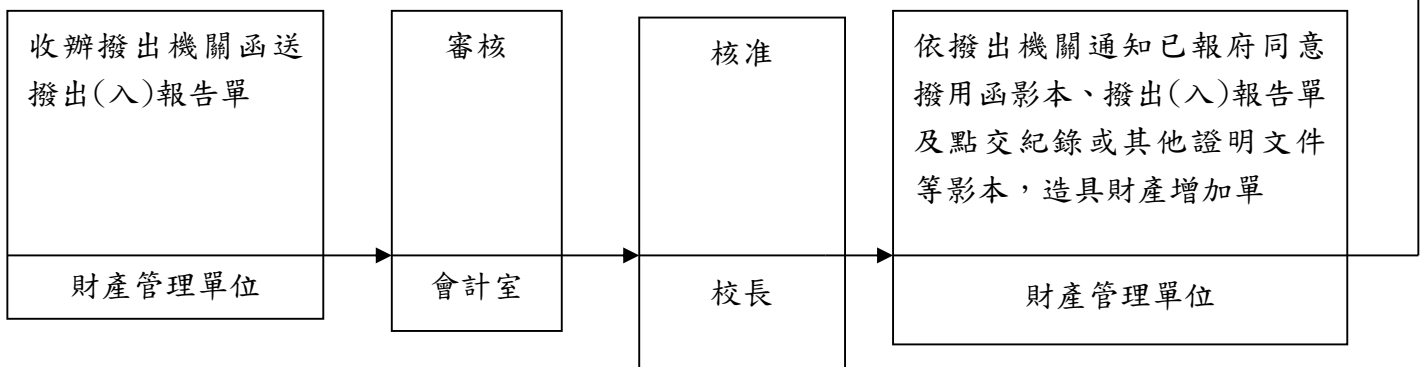 收辦撥出機關函送
撥出(入)報告單
財產管理單位
審核
會計室
核准
校長
依撥出機關通知已報府同意
撥用函影本、撥出(入)報告單
及點交紀錄或其他證明文件
等影本，造具財產增加單
財產管理單位